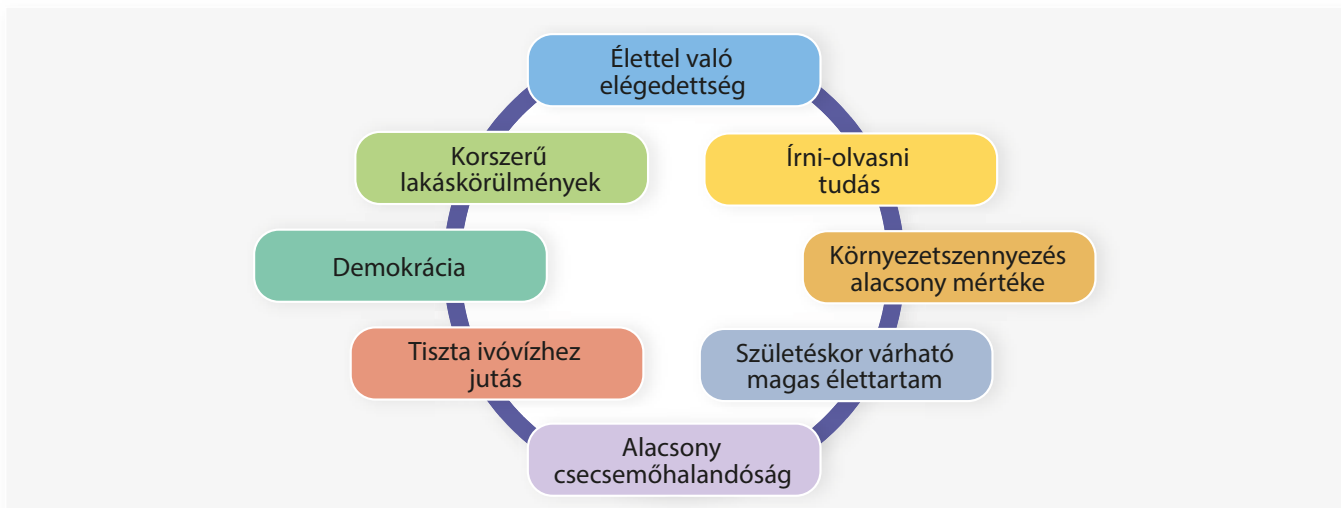 Élettel való
elégedettség
Korszerű
lakáskörülmények
Írni-olvasni
tudás
Demokrácia
Környezetszennyezés
alacsony mértéke
Tiszta ivóvízhez
jutás
Születéskor várható
magas élettartam
Alacsony
csecsemőhalandóság